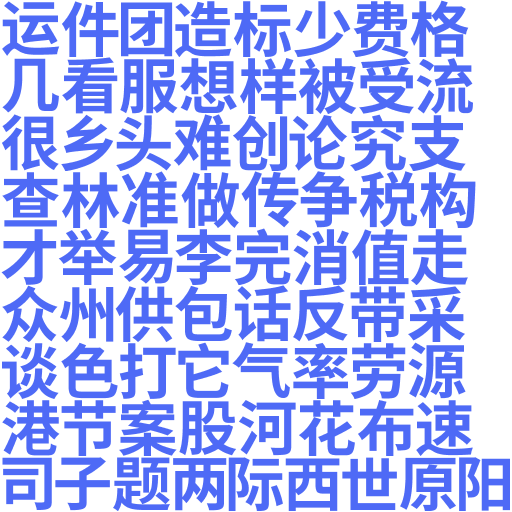 运件团造标少费格
几看服想样被受流
很乡头难创论究支
查林准做传争税构
才举易李完消值走
众州供包话反带采
谈色打它气率劳源
港节案股河花布速
司子题两际西世原阳